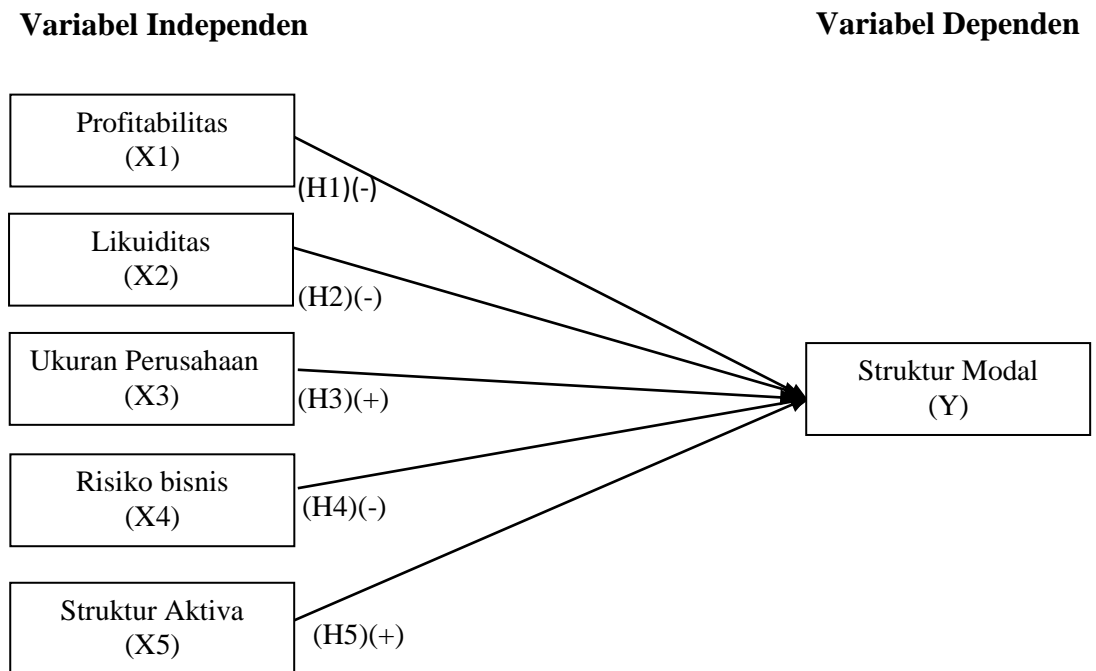 Variabel Independen
Variabel Dependen
Profitabilitas
(X1)
(H1)(-)
Likuiditas
(X2)
(H2)(-)
Ukuran Perusahaan
(X3)
(H3)(+)
Struktur Modal
(Y)
Risiko bisnis
(X4)
(H4)(-)
Struktur Aktiva
(X5)
(H5)(+)